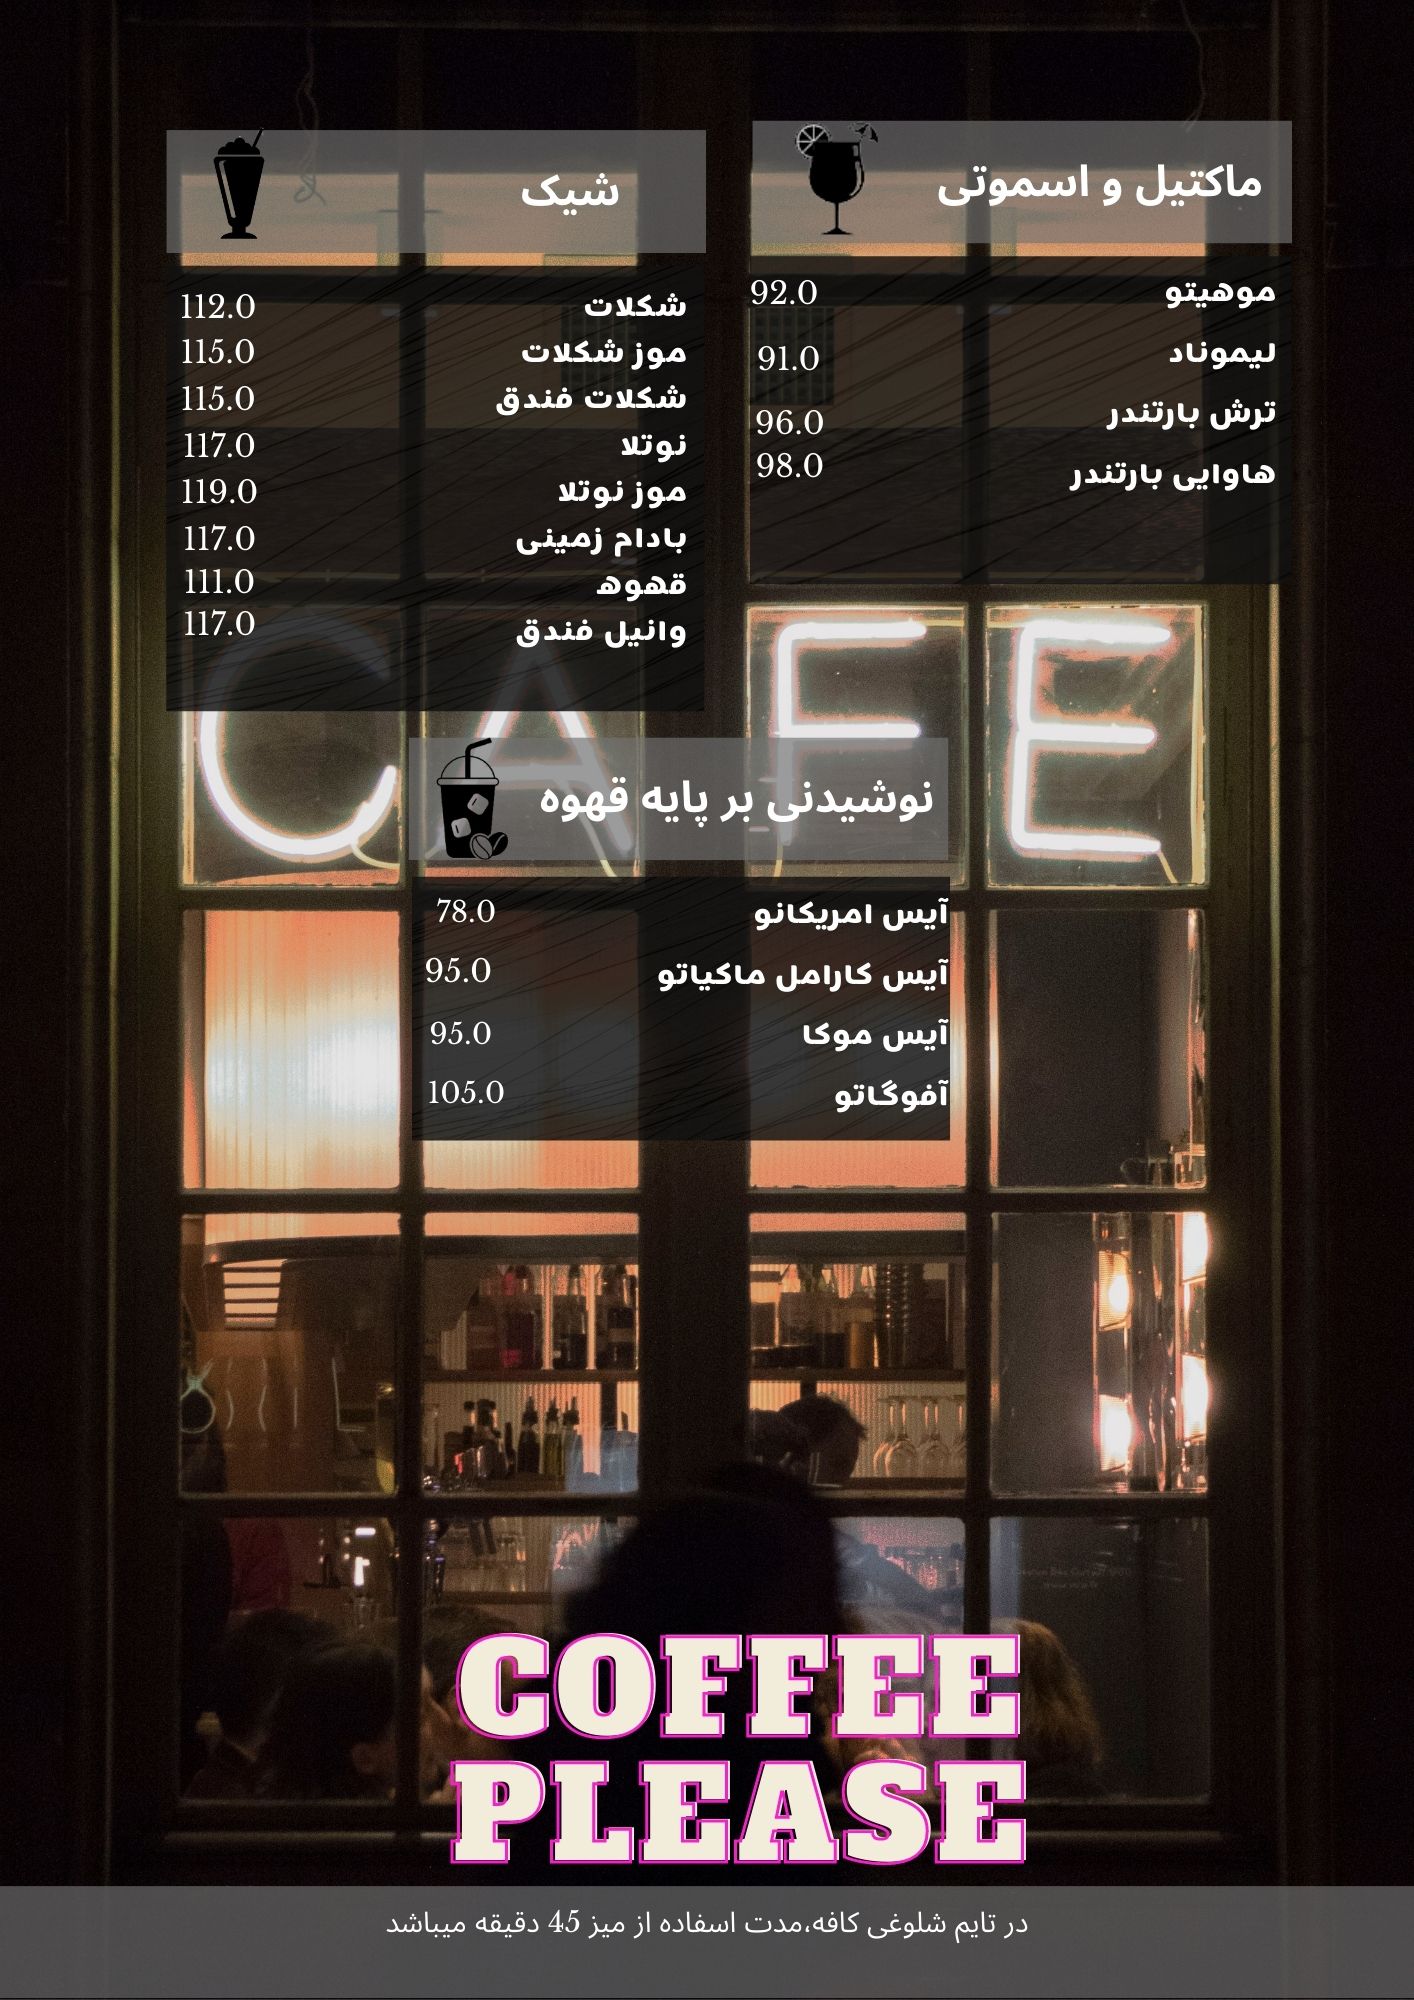 ماکتیل و اسموتی
موهیتو 92.0
لیموناد 91.0
ترش بارتندر 96.0
هاوایی بارتندر 98.0
شیک
شکلات 112.0
موز شکلات 115.0
شکلات فندق 115.0
نوتلا 117.0
موز نوتلا 119.0
بادام زمینی 117.0
قهوه 111.0
وانیل فندق 117.0
CAFE
نوشیدنی بر پایه قهوه
آیس امریکانو 78.0
آیس کارامل ماکیاتو 95.0
آیس موکا 95.0
آفوگاتو 105.0
COFFEE
PLEASE
در تایم شلوغی کافه،مدت اسفاده از میز 45 دقیقه میباشد